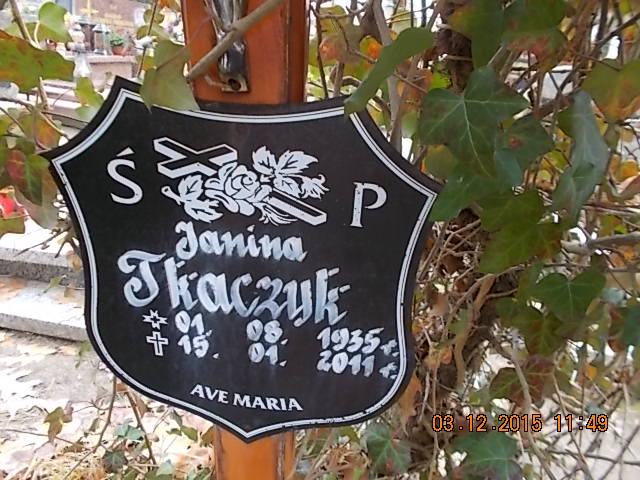 Ś P
Janina
Tkaczyk
01. 08. 1935 r.
15. 01. 2011 r.
AVE MARIA
03.12.2015 11:49